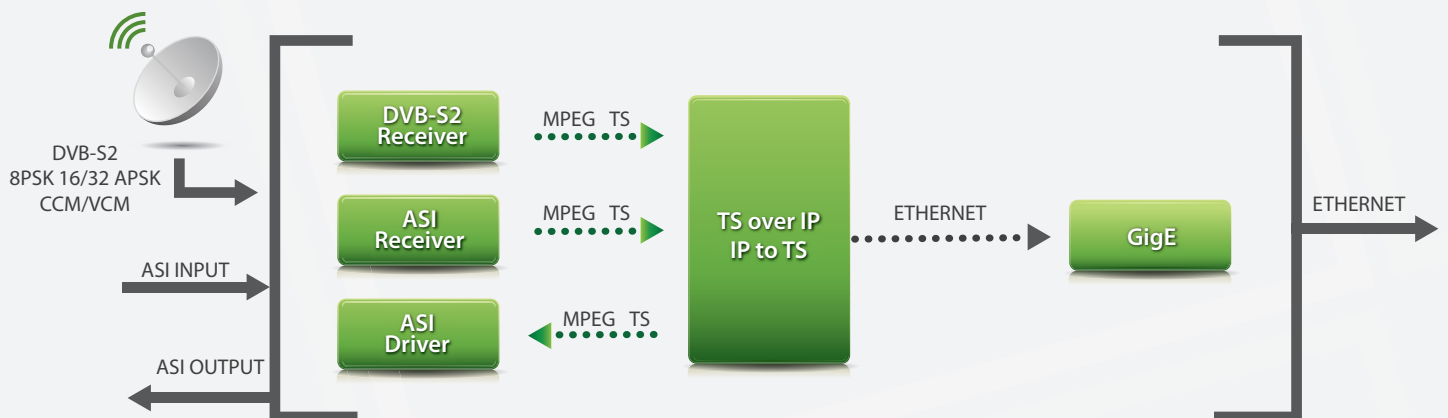 DVB-S2
8PSK 16/32 APSK
CCM/VCM
ASI INPUT
ASI OUTPUT
DVB-S2
Receiver
MPEG TS
ASI
Receiver
MPEG TS
ASI
Driver
MPEG TS
TS over IP
IP to TS
ETHERNET
GigE
ETHERNET